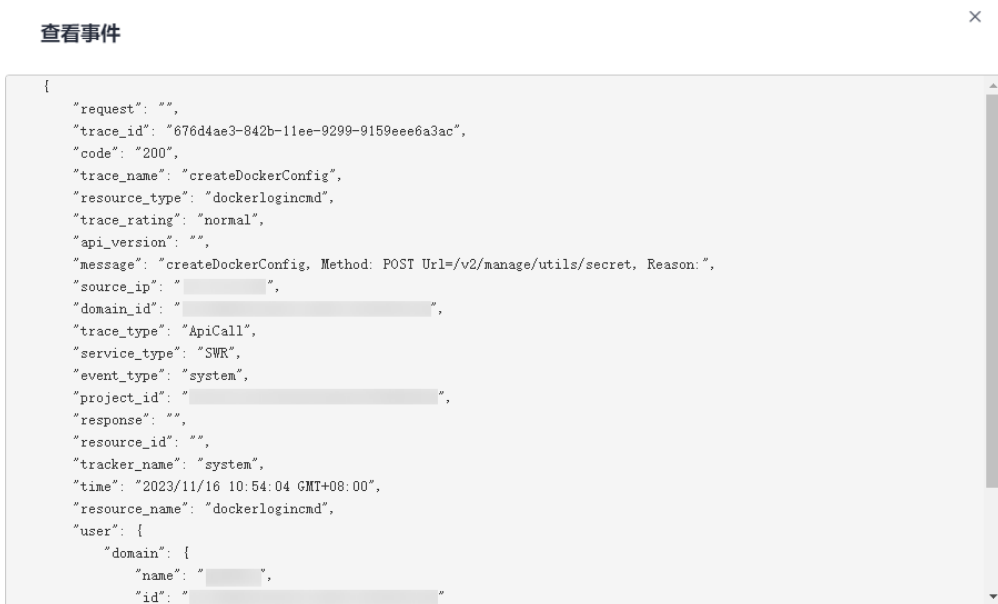 查看事件
{
"request": "",
"trace_id": "676d4ae3-842b-11ee-9299-9159eee6a3ac",
"code": "200",
"trace_name": "createDockerConfig",
"resource_type": "dockerlogincmd",
"trace_rating": "normal",
"api_version": "",
"message": "createDockerConfig, Method: POST Url=/v2/manage/utils/secret, Reason:",
"source_ip": " ",
"domain_id": " ",
"trace_type": "ApiCall",
"service_type": "SWR",
"event_type": "system",
"project_id": " ",
"response": "",
"resource_id": "",
"tracker_name": "system",
"time": "2023/11/16 10:54:04 GMT+08:00",
"resource_name": "dockerlogincmd",
"user": {
"domain": {
"name": " ",
"id": " "